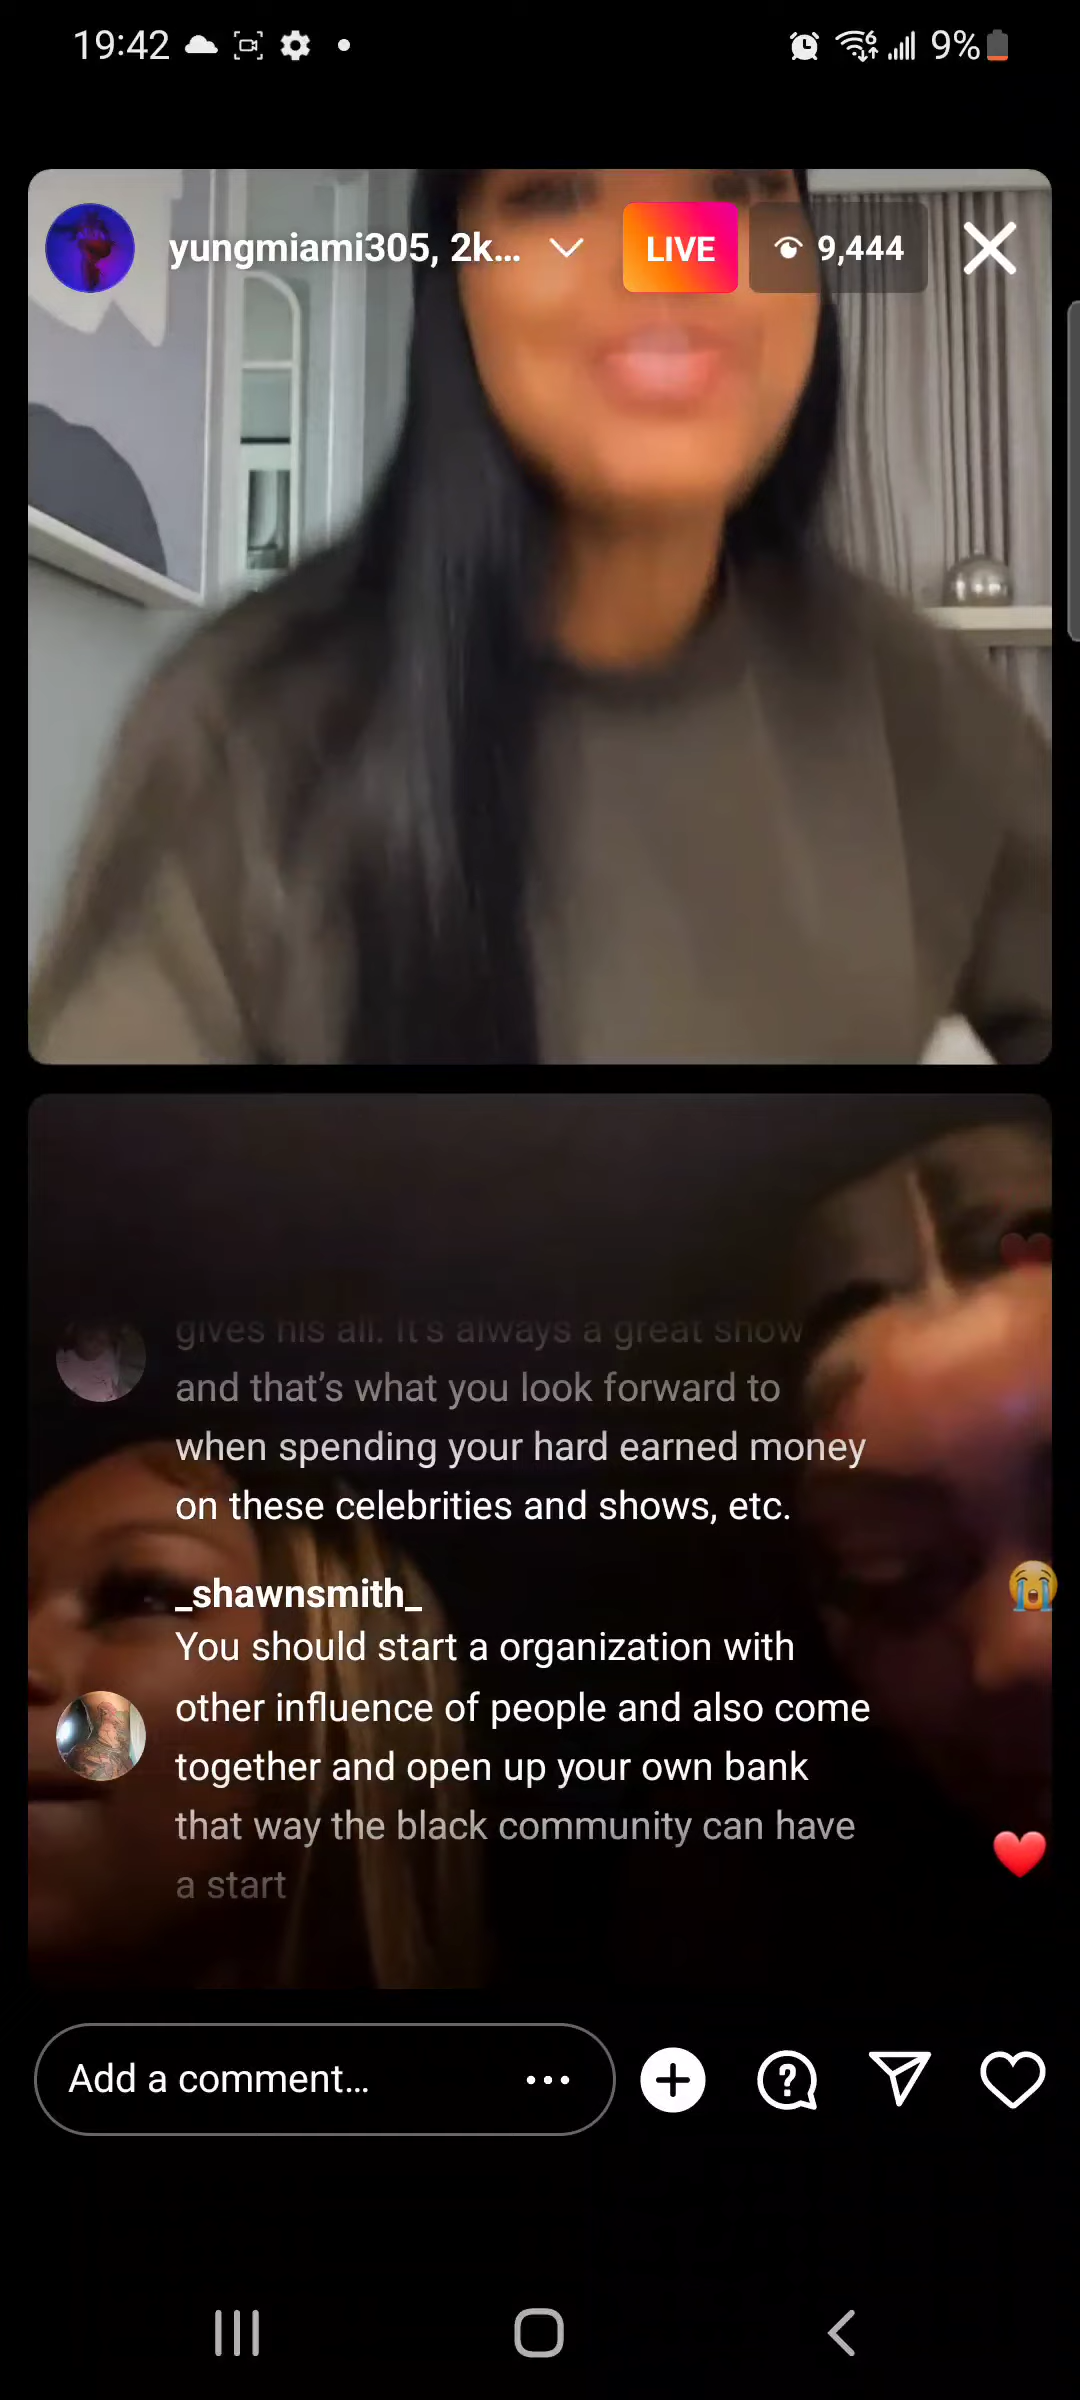 19:42
9%
yungmiami305, 2k...
LIVE
9,444
gives his all. It's always a great show
and that's what you look forward to
when spending your hard earned money
on these celebrities and shows, etc.
_shawnsmith_
You should start a organization with
other influence of people and also come
together and open up your own bank
that way the black community can have
a start
Add a comment...